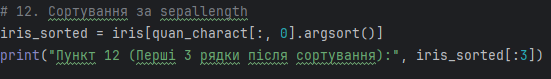 # 12. Сортування за sepallength
iris_sorted = iris[quan_charact[:, 0].argsort()]
print("Пункт 12 (Перші 3 рядки після сортування):", iris_sorted[:3])